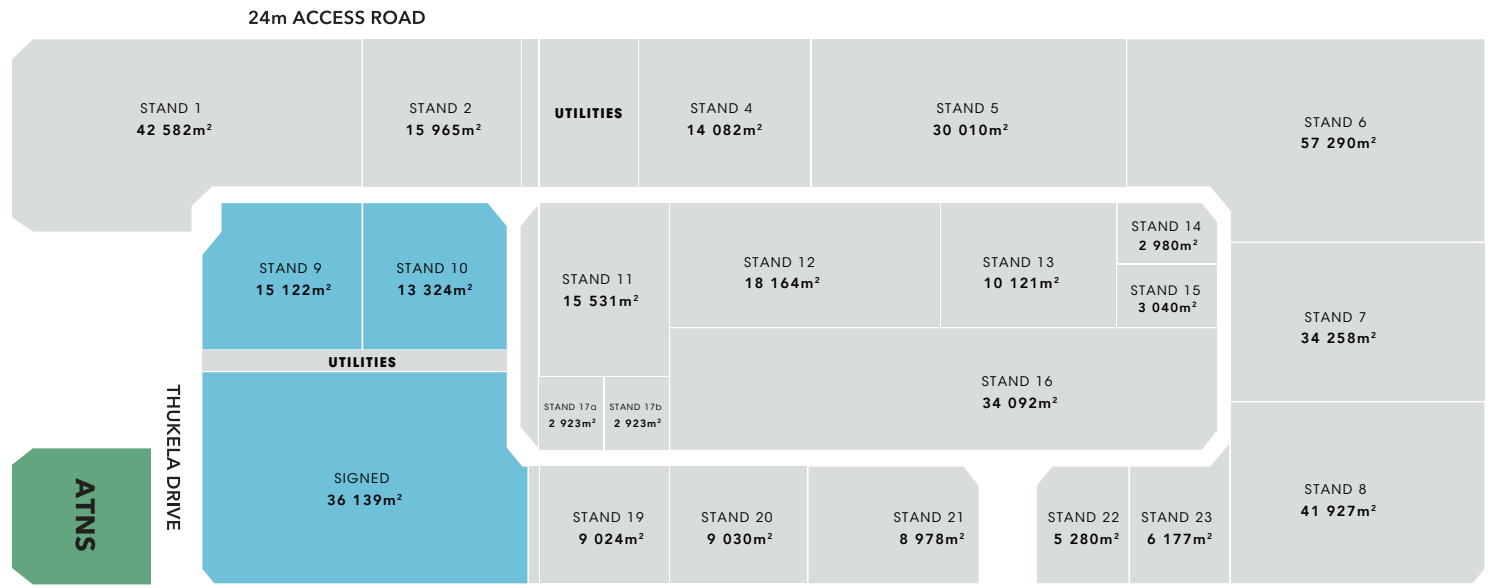 24m ACCESS ROAD
STAND 1
42 582m²
STAND 2
15 965m²
UTILITIES
STAND 4
14 082m²
STAND 5
30 010m²
STAND 6
57 290m²
STAND 9
15 122m²
STAND 10
13 324m²
STAND 11
15 531m²
STAND 12
18 164m²
STAND 13
10 121m²
STAND 14
2 980m²
STAND 15
3 040m²
STAND 7
34 258m²
UTILITIES
STAND 16
34 092m²
STAND 17a
2 923m²
STAND 17b
2 923m²
THUKELA DRIVE
ATNS
SIGNED
36 139m²
STAND 19
9 024m²
STAND 20
9 030m²
STAND 21
8 978m²
STAND 22
5 280m²
STAND 23
6 177m²
STAND 8
41 927m²